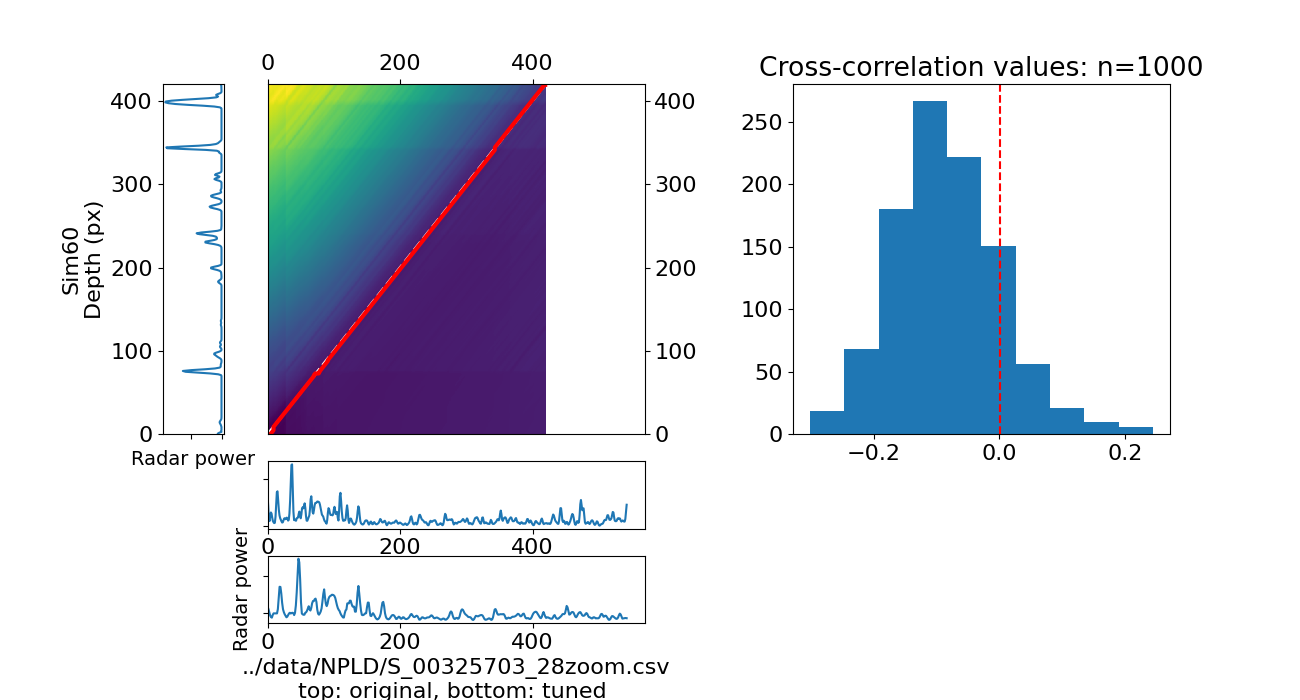 0 200 400
Cross-correlation values: n=1000
400
300
200
100
0
Sim60
Depth (px)
400
300
200
100
0
250
200
150
100
50
0
−0.2 0.0 0.2
Radar power
0 200 400
Radar power
0 200 400
../data/NPLD/S_00325703_28zoom.csv
top: original, bottom: tuned